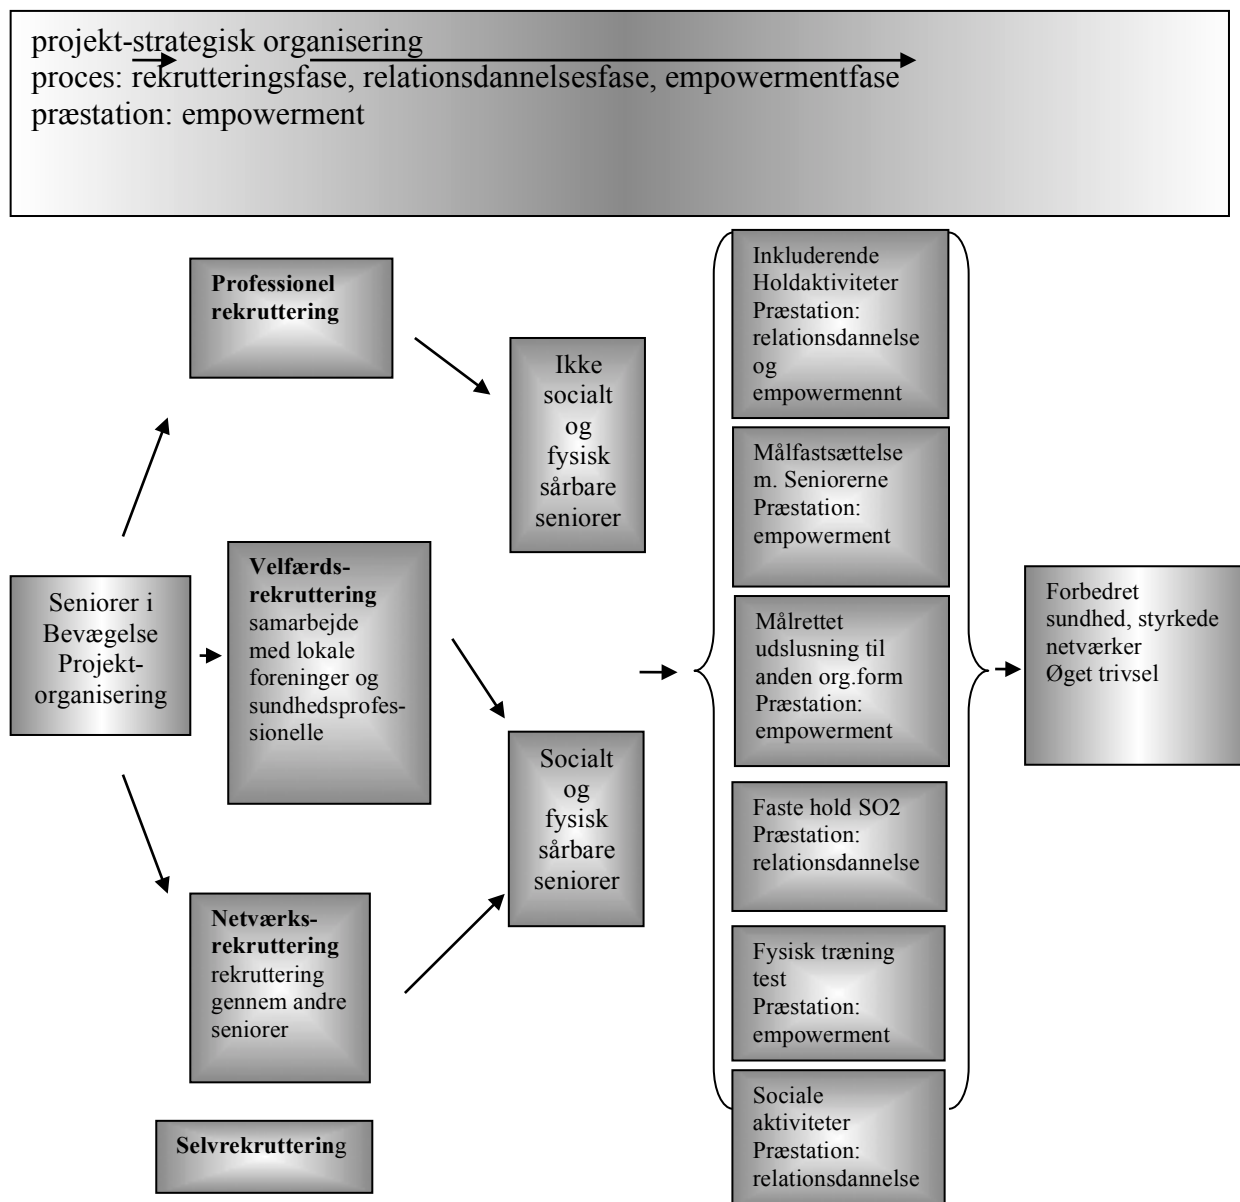 projekt-strategisk organisering
proces: rekrutteringsfase, relationsdannelsesfase, empowermentfase
præstation: empowerment
Professionel
rekruttering
Ikke
socialt
og
fysisk
sårbare
seniorer
Seniorer i
Bevægelse
Projekt-
organisering
Velfærds-
rekruttering
samarbejde
med lokale
foreninger og
sundhedsprofes-
sionelle
Socialt
og
fysisk
sårbare
seniorer
Netværks-
rekruttering
rekruttering
gennem andre
seniorer
Selvrekruttering
Inkluderende
Holdaktiviteter
Præstation:
relationsdannelse
og
empowermennt
Målfastsættelse
m. Seniorerne
Præstation:
empowerment
Målrettet
udslusning til
anden org.form
Præstation:
empowerment
Faste hold SO2
Præstation:
relationsdannelse
Fysisk træning
test
Præstation:
empowerment
Sociale
aktiviteter
Præstation:
relationsdannelse
Forbedret
sundhed, styrkede
netværker
Øget trivsel